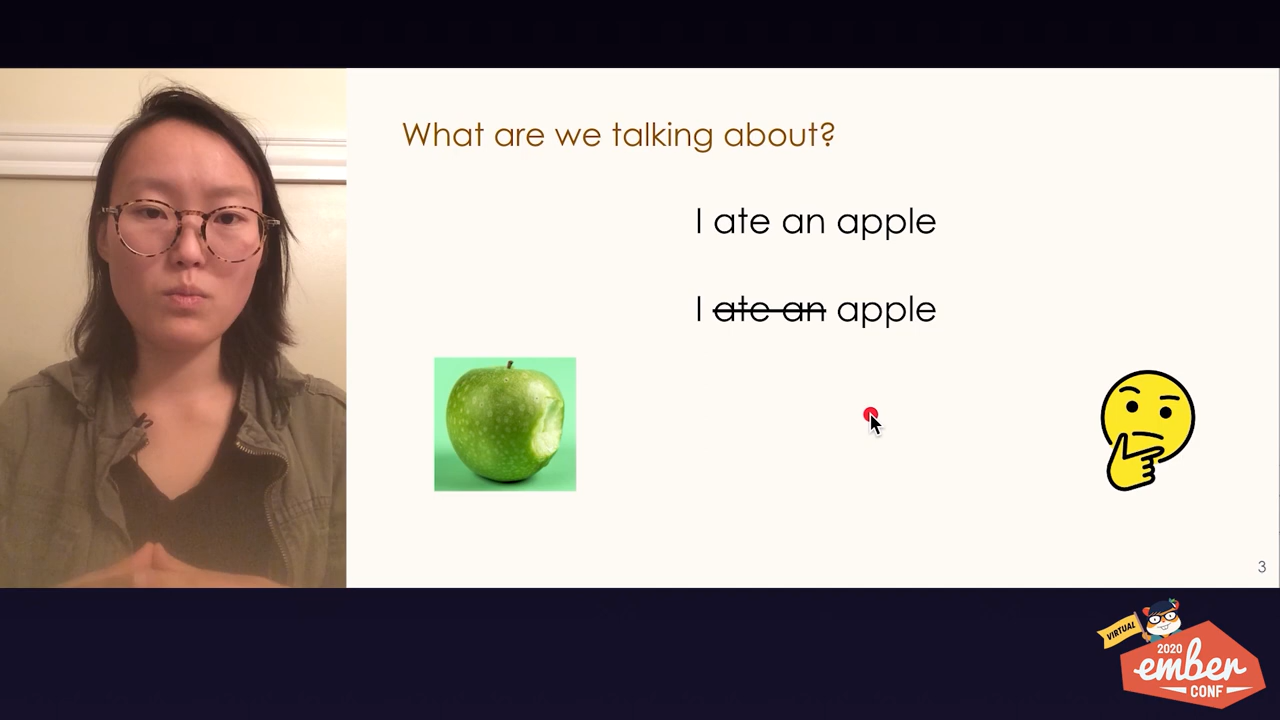 What are we talking about?
I ate an apple
I ate an apple
3
VIRTUAL
2020
ember
CONF